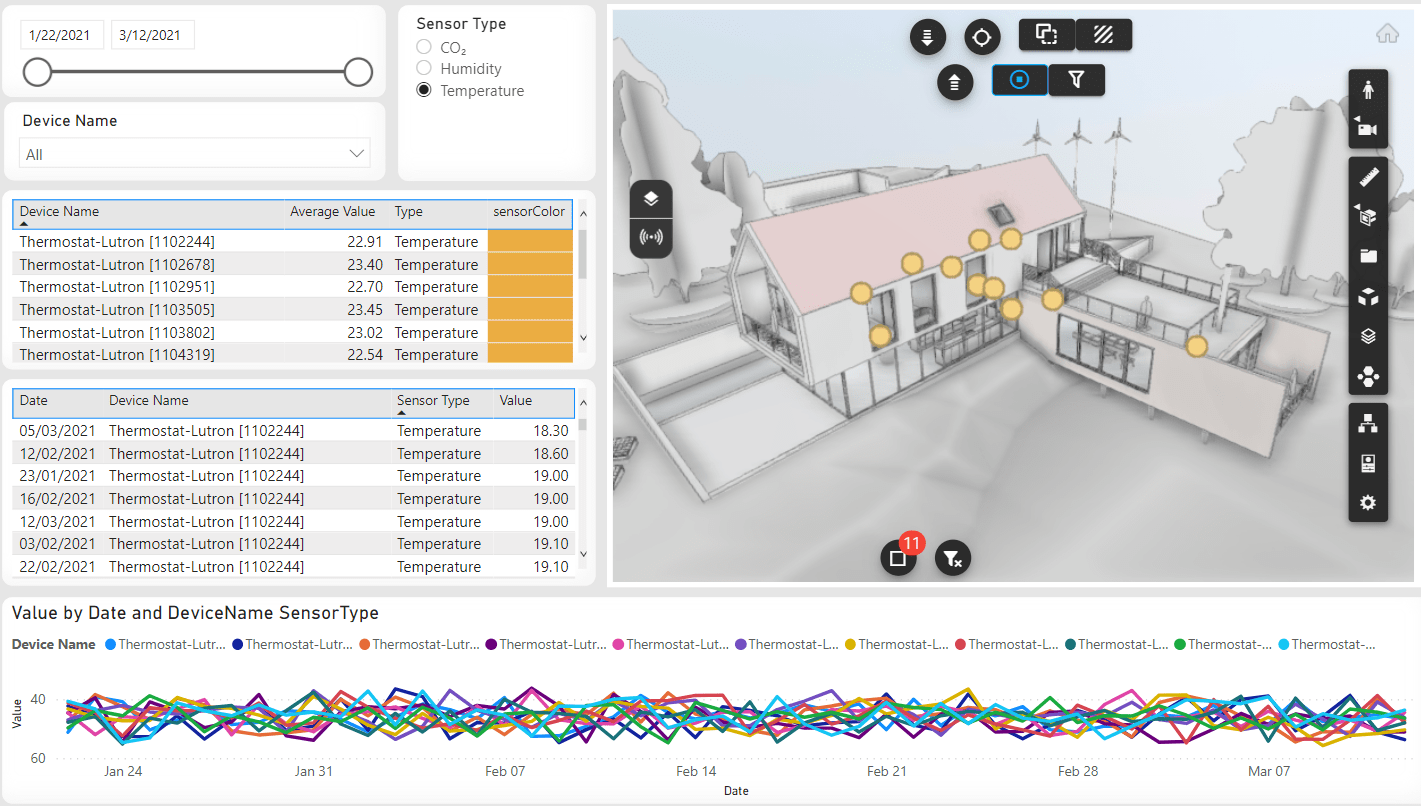 1/22/2021 3/12/2021
Device Name
All
Sensor Type
CO₂
Humidity
Temperature
Device Name Average Value Type sensorColor
Thermostat-Lutron [1102244] 22.91 Temperature
Thermostat-Lutron [1102678] 23.40 Temperature
Thermostat-Lutron [1102951] 22.70 Temperature
Thermostat-Lutron [1103505] 23.45 Temperature
Thermostat-Lutron [1103802] 23.02 Temperature
Thermostat-Lutron [1104319] 22.54 Temperature
Date Device Name Sensor Type Value
05/03/2021 Thermostat-Lutron [1102244] Temperature 18.30
12/02/2021 Thermostat-Lutron [1102244] Temperature 18.60
23/01/2021 Thermostat-Lutron [1102244] Temperature 19.00
16/02/2021 Thermostat-Lutron [1102244] Temperature 19.00
12/03/2021 Thermostat-Lutron [1102244] Temperature 19.00
03/02/2021 Thermostat-Lutron [1102244] Temperature 19.10
22/02/2021 Thermostat-Lutron [1102244] Temperature 19.10
11
Value by Date and DeviceName SensorType
Device Name Thermostat-Lutr... Thermostat-Lutr... Thermostat-Lutr... Thermostat-Lutr... Thermostat-Lut... Thermostat-L... Thermostat-L... Thermostat-L... Thermostat-L... Thermostat-... Thermostat-...
Value
40
60
Jan 24 Jan 31 Feb 07 Feb 14 Feb 21 Feb 28 Mar 07
Date